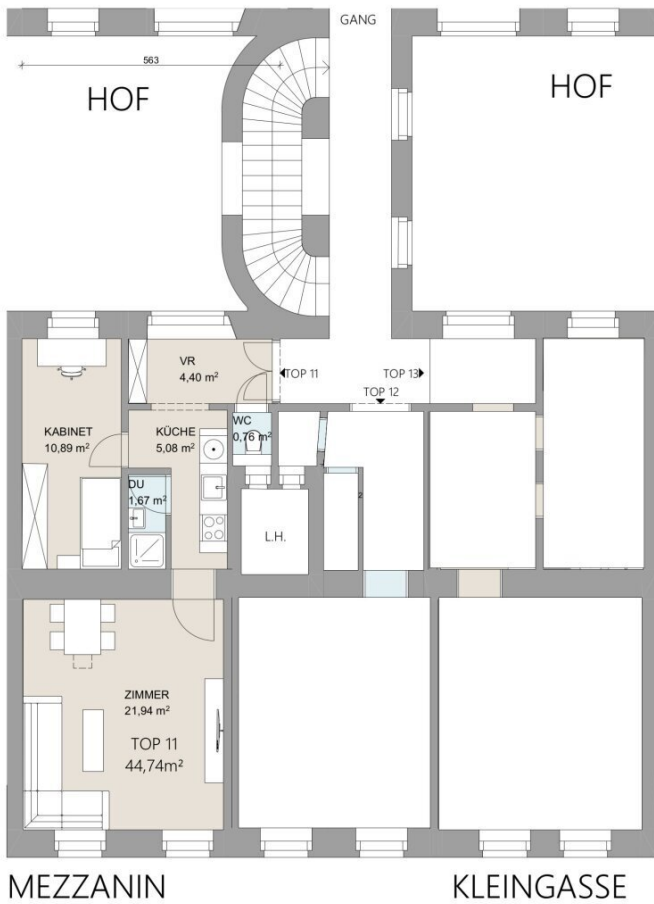 GANG
563
HOF
HOF
VR
4,40 m²
TOP 11
TOP 13
TOP 12
KABINET
10,89 m²
KÜCHE
5,08 m²
WC
0,76 m²
DU
1,67 m²
L.H.
2
ZIMMER
21,94 m²
TOP 11
44,74m²
MEZZANIN
KLEINGASSE